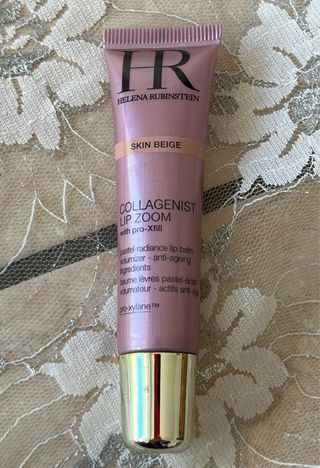 HR
HELENA RUBINSTEIN
SKIN BEIGE
COLLAGENIST
LIP ZOOM
with pro-Xfill
pastel-radiance lip balm
volumizer - anti-ageing
ingredients
baume lèvres pastel-éclat
volumateur - actifs anti-âge
pro-xylane™